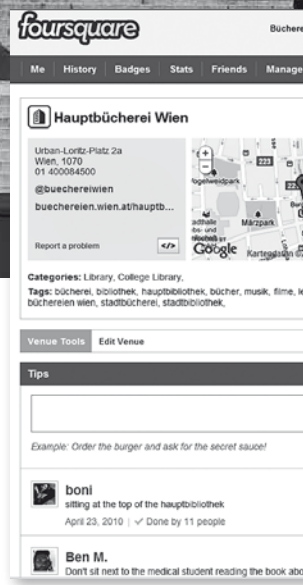 foursquare
Me History Badges Stats Friends Manage
Hauptbücherei Wien
Urban-Loritz-Platz 2a
Wien, 1070
01 400084500
@buechereiwien
buechereien.wien.at/hauptb...
Report a problem </>
Vogelweidpark
223
Märzpark
Google Kartendaten
Categories: Library, College Library,
Tags: bücherei, bibliothek, hauptbibliothek, bücher, musik, filme,
büchereien wien, stadtbücherei, stadtbibliothek,
Venue Tools Edit Venue
Tips
Example: Order the burger and ask for the secret sauce!
boni
sitting at the top of the hauptbibliothek
April 23, 2010 | ✓ Done by 11 people
Ben M.
Don't sit next to the medical student reading the book